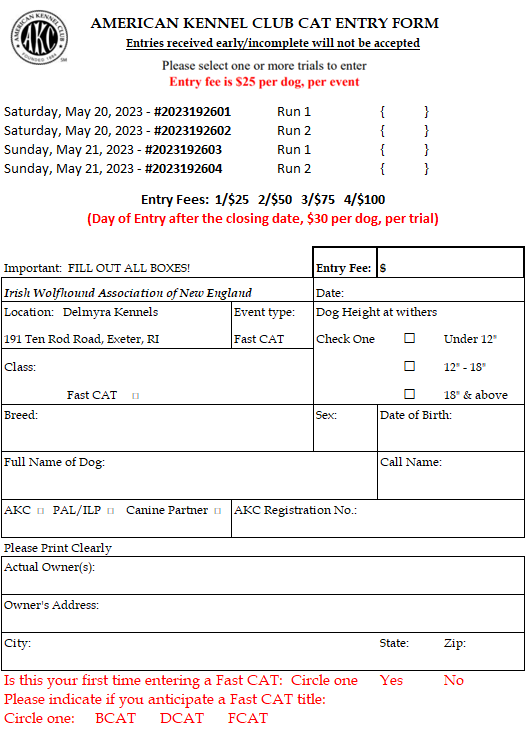 AMERICAN KENNEL CLUB
AKC
FOUNDED 1884
SM
AMERICAN KENNEL CLUB CAT ENTRY FORM
Entries received early/incomplete will not be accepted
Please select one or more trials to enter
Entry fee is $25 per dog, per event
Saturday, May 20, 2023 - #2023192601 Run 1 { }
Saturday, May 20, 2023 - #2023192602 Run 2 { }
Sunday, May 21, 2023 - #2023192603 Run 1 { }
Sunday, May 21, 2023 - #2023192604 Run 2 { }
Entry Fees: 1/$25 2/$50 3/$75 4/$100
(Day of Entry after the closing date, $30 per dog, per trial)
Important: FILL OUT ALL BOXES! Entry Fee: $
Irish Wolfhound Association of New England Date:
Location: Delmyra Kennels Event type: Dog Height at withers
191 Ten Rod Road, Exeter, RI Fast CAT Check One ☐ Under 12"
Class: ☐ 12" - 18"
Fast CAT ☐ ☐ 18" & above
Breed: Sex: Date of Birth:
Full Name of Dog: Call Name:
AKC ☐ PAL/ILP ☐ Canine Partner ☐ AKC Registration No.:
Please Print Clearly
Actual Owner(s):
Owner's Address:
City: State: Zip:
Is this your first time entering a Fast CAT: Circle one Yes No
Please indicate if you anticipate a Fast CAT title:
Circle one: BCAT DCAT FCAT